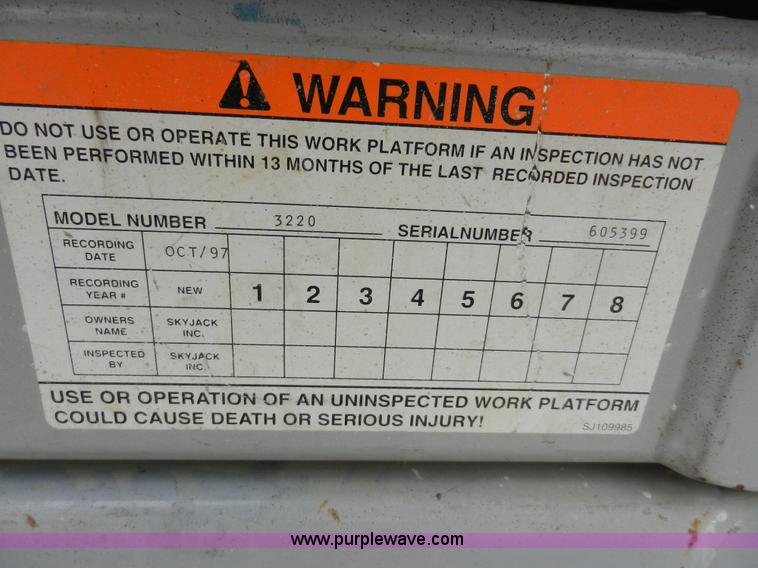 WARNING
DO NOT USE OR OPERATE THIS WORK PLATFORM IF AN INSPECTION HAS NOT
BEEN PERFORMED WITHIN 13 MONTHS OF THE LAST RECORDED INSPECTION
DATE.
MODEL NUMBER 3220 SERIALNUMBER 605399
RECORDING DATE OCT/97
RECORDING YEAR # NEW 1 2 3 4 5 6 7 8
OWNERS NAME SKYJACK INC.
INSPECTED BY SKYJACK INC.
USE OR OPERATION OF AN UNINSPECTED WORK PLATFORM
COULD CAUSE DEATH OR SERIOUS INJURY!
SJ109985
www.purplewave.com